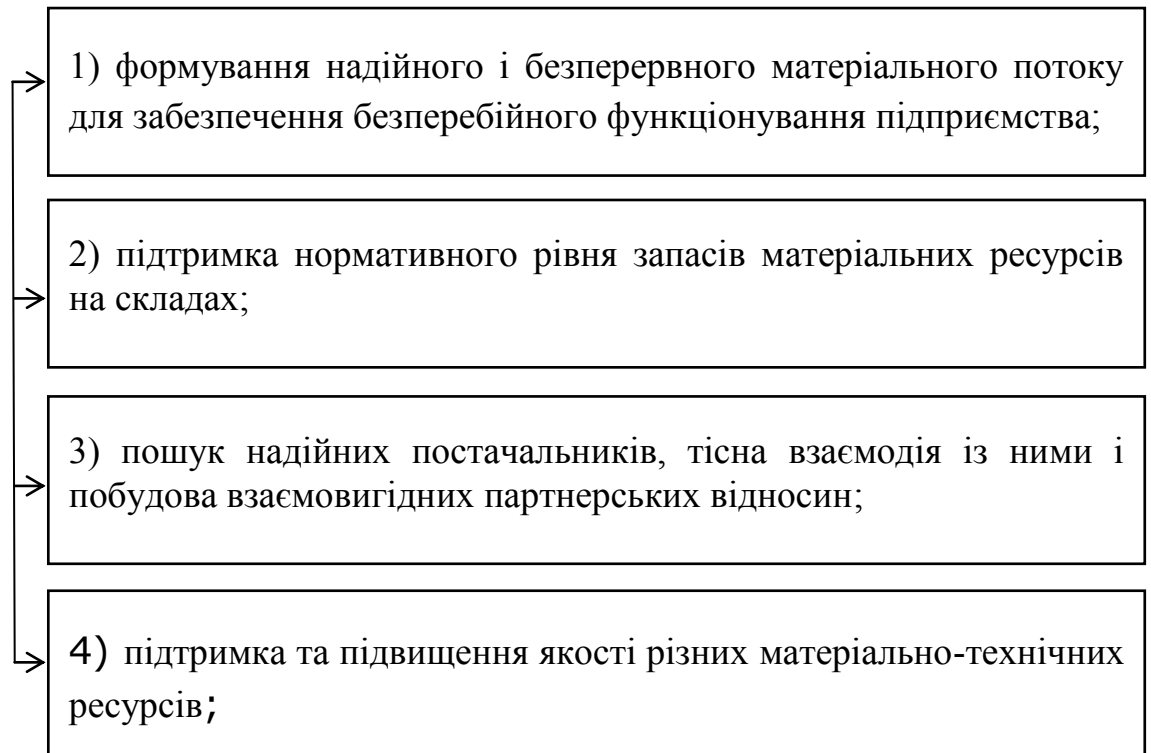 1) формування надійного і безперервного матеріального потоку
для забезпечення безперебійного функціонування підприємства;
2) підтримка нормативного рівня запасів матеріальних ресурсів
на складах;
3) пошук надійних постачальників, тісна взаємодія із ними і
побудова взаємовигідних партнерських відносин;
4) підтримка та підвищення якості різних матеріально-технічних
ресурсів;